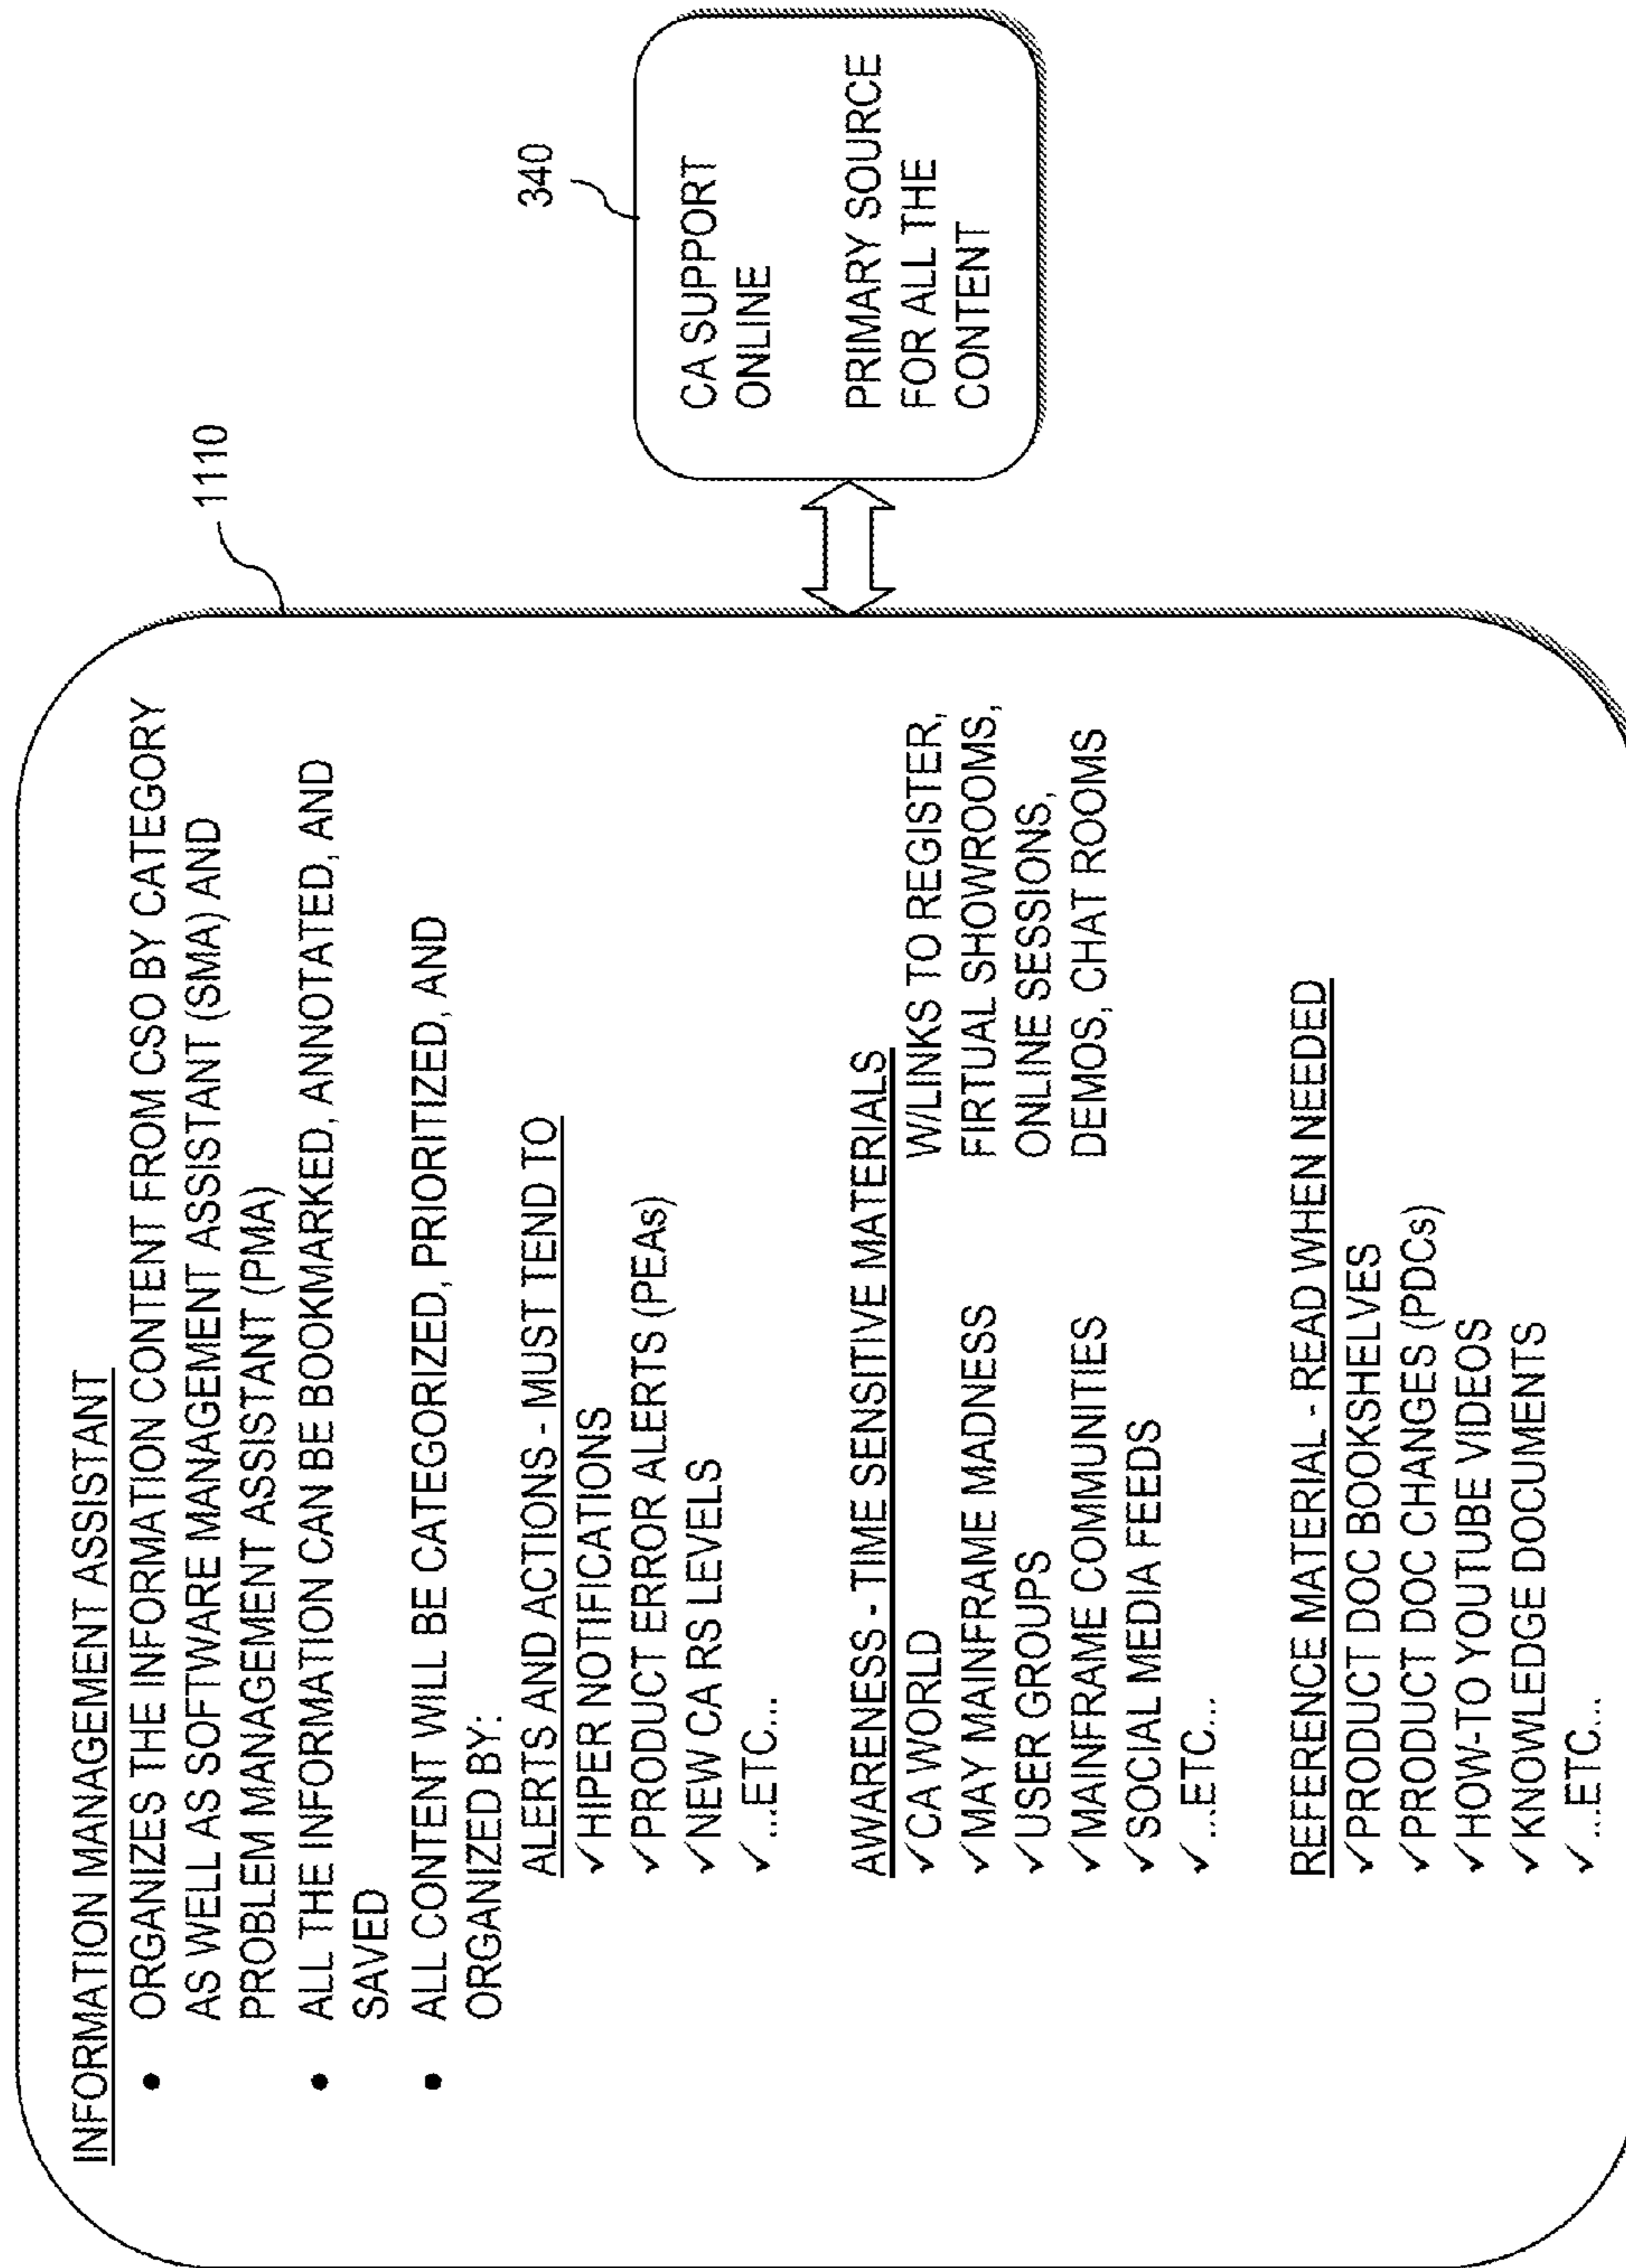 INFORMATION MANAGEMENT ASSISTANT
• ORGANIZES THE INFORMATION CONTENT FROM CSO BY CATEGORY
AS WELL AS SOFTWARE MANAGEMENT ASSISTANT (SMA) AND
PROBLEM MANAGEMENT ASSISTANT (PMA)
• ALL THE INFORMATION CAN BE BOOKMARKED, ANNOTATED, AND
SAVED
• ALL CONTENT WILL BE CATEGORIZED, PRIORITIZED, AND
ORGANIZED BY:
ALERTS AND ACTIONS - MUST TEND TO
✓HIPER NOTIFICATIONS
✓PRODUCT ERROR ALERTS (PEAs)
✓NEW CA RS LEVELS
✓...ETC...
AWARENESS - TIME SENSITIVE MATERIALS
✓CA WORLD
✓MAY MAINFRAME MADNESS
✓USER GROUPS
✓MAINFRAME COMMUNITIES
✓SOCIAL MEDIA FEEDS
✓...ETC...
W/LINKS TO REGISTER,
FIRTUAL SHOWROOMS,
ONLINE SESSIONS,
DEMOS, CHAT ROOMS
REFERENCE MATERIAL - READ WHEN NEEDED
✓PRODUCT DOC BOOKSHELVES
✓PRODUCT DOC CHANGES (PDCs)
✓HOW-TO YOUTUBE VIDEOS
✓KNOWLEDGE DOCUMENTS
✓...ETC...
1110
340
CA SUPPORT
ONLINE
PRIMARY SOURCE
FOR ALL THE
CONTENT